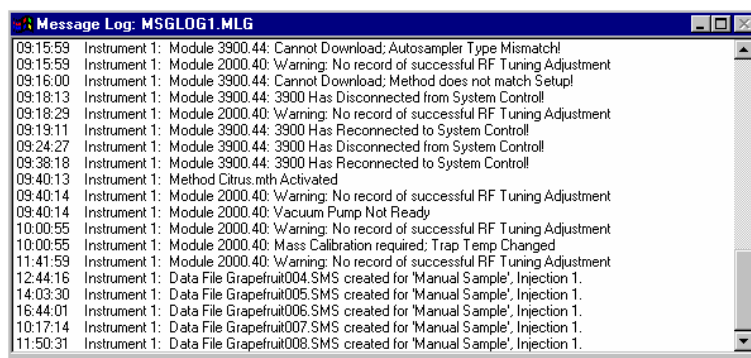 Message Log: MSGLOG1.MLG
09:15:59 Instrument 1: Module 3900.44: Cannot Download; Autosampler Type Mismatch!
09:15:59 Instrument 1: Module 2000.40: Warning: No record of successful RF Tuning Adjustment
09:16:00 Instrument 1: Module 3900.44: Cannot Download; Method does not match Setup!
09:18:13 Instrument 1: Module 3900.44: 3900 Has Disconnected from System Control!
09:18:29 Instrument 1: Module 2000.40: Warning: No record of successful RF Tuning Adjustment
09:19:11 Instrument 1: Module 3900.44: 3900 Has Reconnected to System Control!
09:24:27 Instrument 1: Module 3900.44: 3900 Has Disconnected from System Control!
09:38:18 Instrument 1: Module 3900.44: 3900 Has Reconnected to System Control!
09:40:13 Instrument 1: Method Citrus.mth Activated
09:40:14 Instrument 1: Module 2000.40: Warning: No record of successful RF Tuning Adjustment
09:40:14 Instrument 1: Module 2000.40: Vacuum Pump Not Ready
10:00:55 Instrument 1: Module 2000.40: Warning: No record of successful RF Tuning Adjustment
10:00:55 Instrument 1: Module 2000.40: Mass Calibration required; Trap Temp Changed
11:41:59 Instrument 1: Module 2000.40: Warning: No record of successful RF Tuning Adjustment
12:44:16 Instrument 1: Data File Grapefruit004.SMS created for 'Manual Sample', Injection 1.
14:03:30 Instrument 1: Data File Grapefruit005.SMS created for 'Manual Sample', Injection 1.
16:44:01 Instrument 1: Data File Grapefruit006.SMS created for 'Manual Sample', Injection 1.
10:17:14 Instrument 1: Data File Grapefruit007.SMS created for 'Manual Sample', Injection 1.
11:50:31 Instrument 1: Data File Grapefruit008.SMS created for 'Manual Sample', Injection 1.